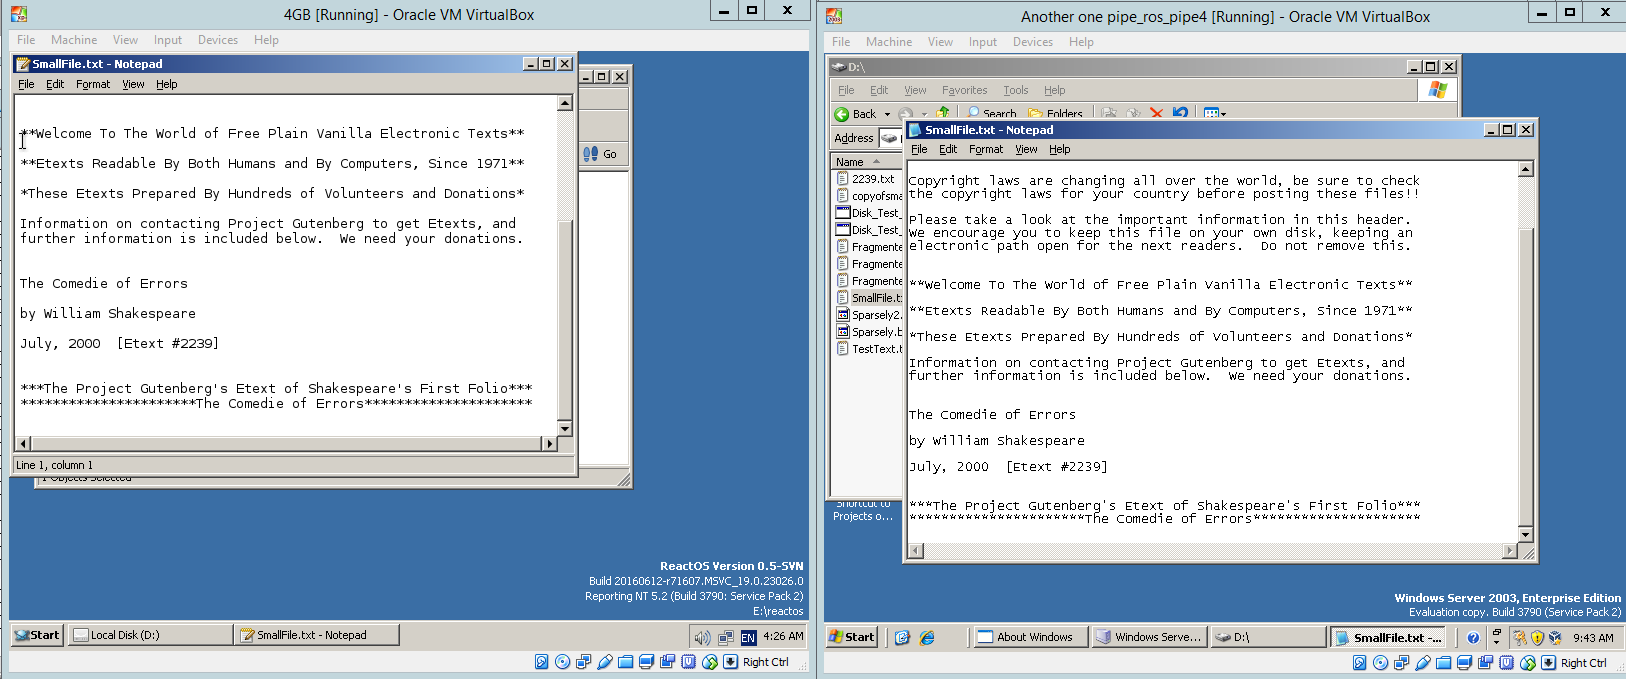 4GB [Running] - Oracle VM VirtualBox
File Machine View Input Devices Help
SmallFile.txt - Notepad
File Edit Format View Help
**Welcome To The World of Free Plain Vanilla Electronic Texts**
**Etexts Readable By Both Humans and By Computers, Since 1971**
*These Etexts Prepared By Hundreds of Volunteers and Donations*
Information on contacting Project Gutenberg to get Etexts, and
further information is included below.  We need your donations.
The Comedie of Errors
by William Shakespeare
July, 2000  [Etext #2239]
***The Project Gutenberg's Etext of Shakespeare's First Folio***
**********************The Comedie of Errors*********************
Line 1, column 1
Go
1 Objects Selected
ReactOS Version 0.5-SVN
Build 20160612-r71607.MSVC_19.0.23026.0
Reporting NT 5.2 (Build 3790: Service Pack 2)
E:\reactos
Start
Local Disk (D:)
SmallFile.txt - Notepad
EN
4:26 AM
Right Ctrl
Another one pipe_ros_pipe4 [Running] - Oracle VM VirtualBox
File Machine View Input Devices Help
D:\
File Edit View Favorites Tools Help
Back
Search
Folders
Address
Name
2239.txt
copyofsma
Disk_Test_
Disk_Test_
Fragmente
Fragmente
Fragmente
SmallFile.t
Sparsely2.
Sparsely.b
TestText.t
SmallFile.txt - Notepad
File Edit Format View Help
Copyright laws are changing all over the world, be sure to check
the copyright laws for your country before posting these files!!
Please take a look at the important information in this header.
We encourage you to keep this file on your own disk, keeping an
electronic path open for the next readers.  Do not remove this.
**Welcome To The World of Free Plain Vanilla Electronic Texts**
**Etexts Readable By Both Humans and By Computers, Since 1971**
*These Etexts Prepared By Hundreds of Volunteers and Donations*
Information on contacting Project Gutenberg to get Etexts, and
further information is included below.  We need your donations.
The Comedie of Errors
by William Shakespeare
July, 2000  [Etext #2239]
***The Project Gutenberg's Etext of Shakespeare's First Folio***
**********************The Comedie of Errors*********************
Shortcut to
Projects o...
Windows Server 2003, Enterprise Edition
Evaluation copy. Build 3790 (Service Pack 2)
Start
About Windows
Windows Serve...
D:\
SmallFile.txt -...
9:43 AM
Right Ctrl